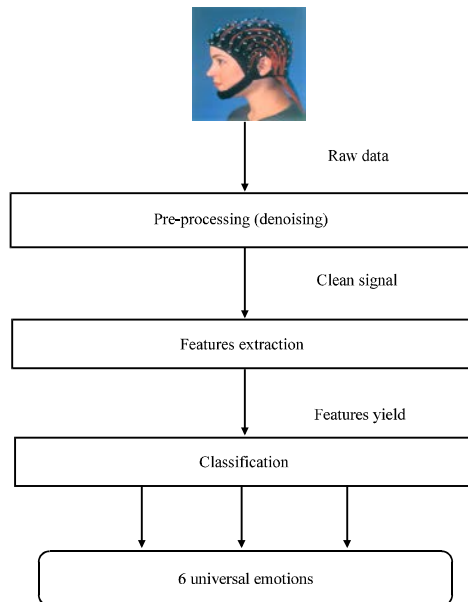 Raw data
Pre-processing (denoising)
Clean signal
Features extraction
Features yield
Classification
6 universal emotions